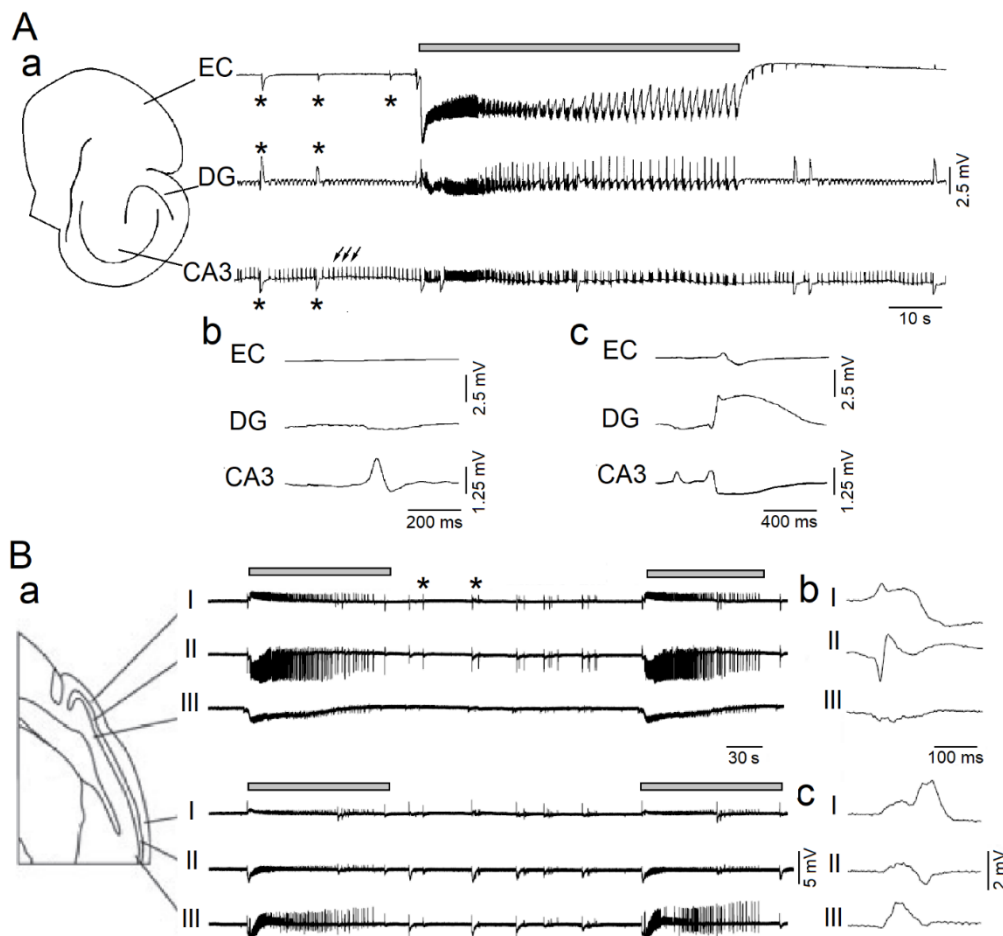 A
a
EC
* * *
* *
DG
2.5 mV
CA3
* *
10 s
b
c
EC
EC
2.5 mV
2.5 mV
DG
DG
CA3
CA3
1.25 mV
1.25 mV
200 ms
400 ms
B
a
* *
b
I
I
II
II
III
III
30 s
100 ms
c
I
I
II
II
5 mV
2 mV
III
III